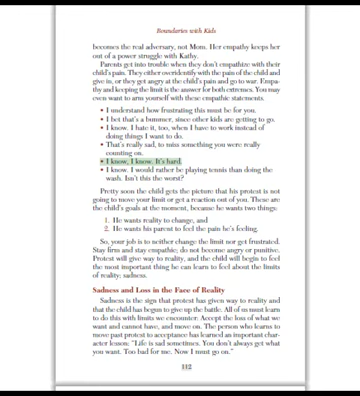 Boundaries with Kids
becomes the real adversary, not Mom. Her empathy keeps her
out of a power struggle with Kathy.
Parents get into trouble when they don't empathize with their
child's pain. They either overidentify with the pain of the child and
give in, or they get angry at the child's pain and go to war. Empa-
thy and keeping the limit is the answer for both extremes. You may
even want to arm yourself with these empathic statements.
• I understand how frustrating this must be for you.
• I bet that's a bummer, since other kids are getting to go.
• I know. I hate it, too, when I have to work instead of
doing things I want to do.
• That's really sad, to miss something you were really
counting on.
• I know, I know. It's hard.
• I know. I would rather be playing tennis than doing the
wash. Isn't this the worst?
Pretty soon the child gets the picture that his protest is not
going to move your limit or get a reaction out of you. These are
the child's goals at the moment, because he wants two things:
1. He wants reality to change, and
2. He wants his parent to feel the pain he's feeling.
So, your job is to neither change the limit nor get frustrated.
Stay firm and stay empathic; do not become angry or punitive.
Protest will give way to reality, and the child will begin to feel
the most important thing he can learn to feel about the limits
of reality: sadness.
Sadness and Loss in the Face of Reality
Sadness is the sign that protest has given way to reality and
that the child has begun to give up the battle. All of us must learn
to do this with limits we encounter: Accept the loss of what we
want and cannot have, and move on. The person who learns to
move past protest to acceptance has learned an important char-
acter lesson: "Life is sad sometimes. You don't always get what
you want. Too bad for me. Now I must go on."
112